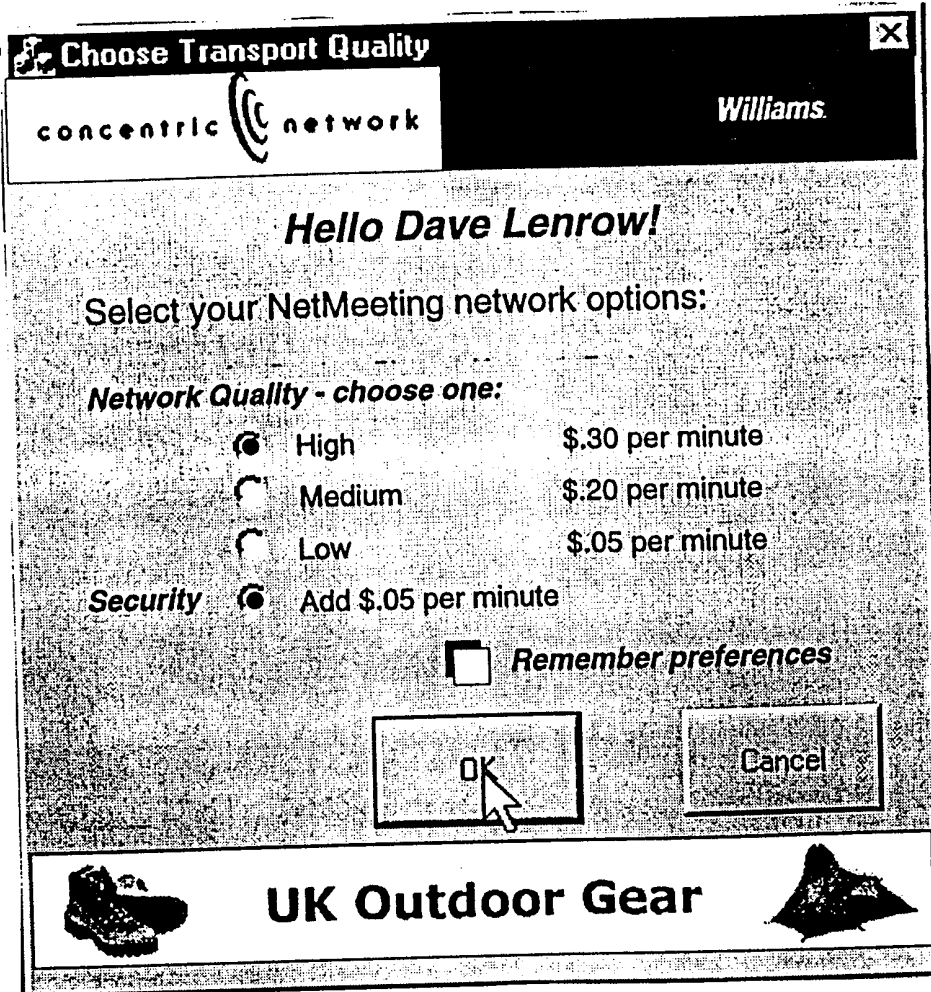 Choose Transport Quality
concentric network
Williams.
Hello Dave Lenrow!
Select your NetMeeting network options:
Network Quality - choose one:
High $.30 per minute
Medium $.20 per minute
Low $.05 per minute
Security Add $.05 per minute
Remember preferences
OK Cancel
UK Outdoor Gear